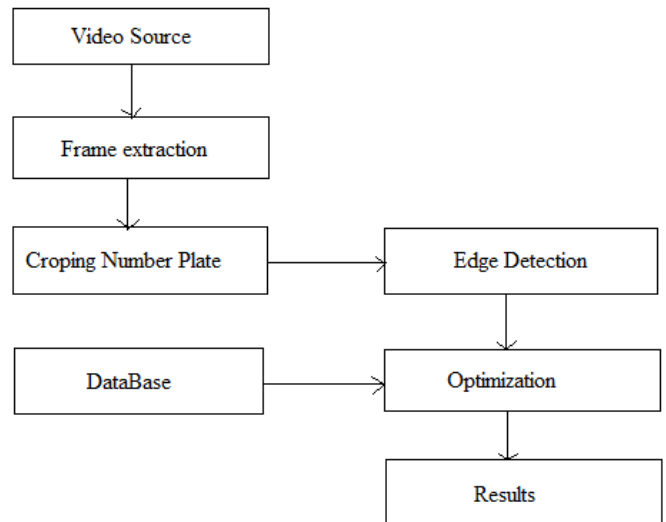 Video Source
Frame extraction
Croping Number Plate
Edge Detection
DataBase
Optimization
Results